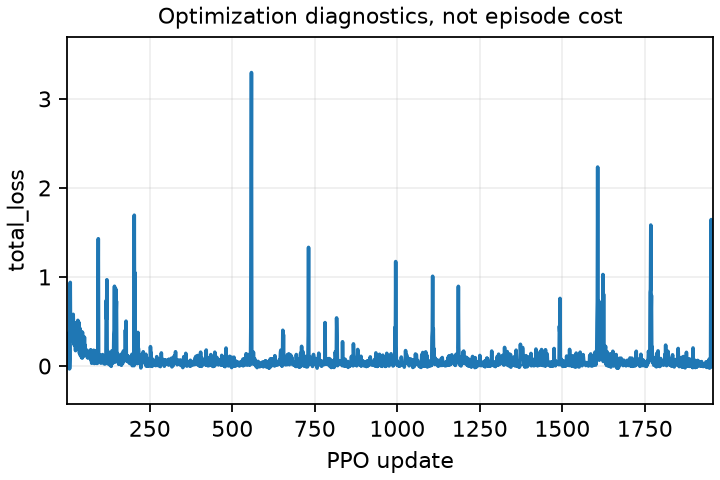 Optimization diagnostics, not episode cost
total_loss
3
2
1
0
250 500 750 1000 1250 1500 1750
PPO update